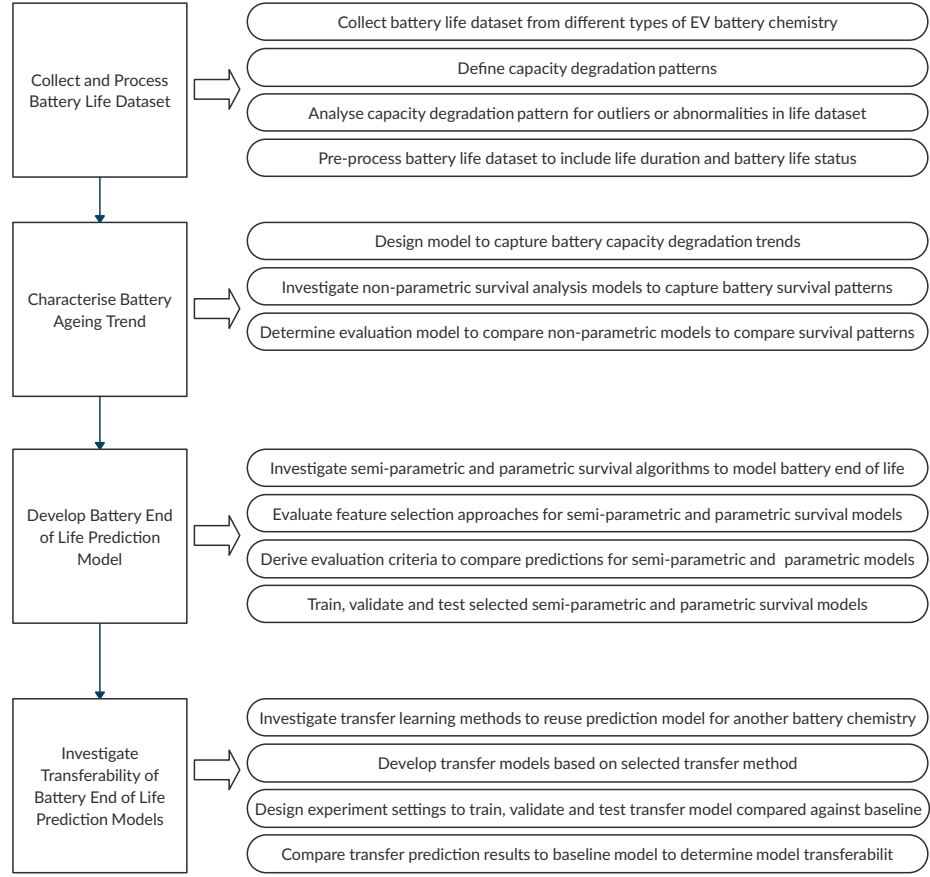 Collect and Process
Battery Life Dataset
Collect battery life dataset from different types of EV battery chemistry
Define capacity degradation patterns
Analyse capacity degradation pattern for outliers or abnormalities in life dataset
Pre-process battery life dataset to include life duration and battery life status
Characterise Battery
Ageing Trend
Design model to capture battery capacity degradation trends
Investigate non-parametric survival analysis models to capture battery survival patterns
Determine evaluation model to compare non-parametric models to compare survival patterns
Develop Battery End
of Life Prediction
Model
Investigate semi-parametric and parametric survival algorithms to model battery end of life
Evaluate feature selection approaches for semi-parametric and parametric survival models
Derive evaluation criteria to compare predictions for semi-parametric and parametric models
Train, validate and test selected semi-parametric and parametric survival models
Investigate
Transferability of
Battery End of Life
Prediction Models
Investigate transfer learning methods to reuse prediction model for another battery chemistry
Develop transfer models based on selected transfer method
Design experiment settings to train, validate and test transfer model compared against baseline
Compare transfer prediction results to baseline model to determine model transferabilit